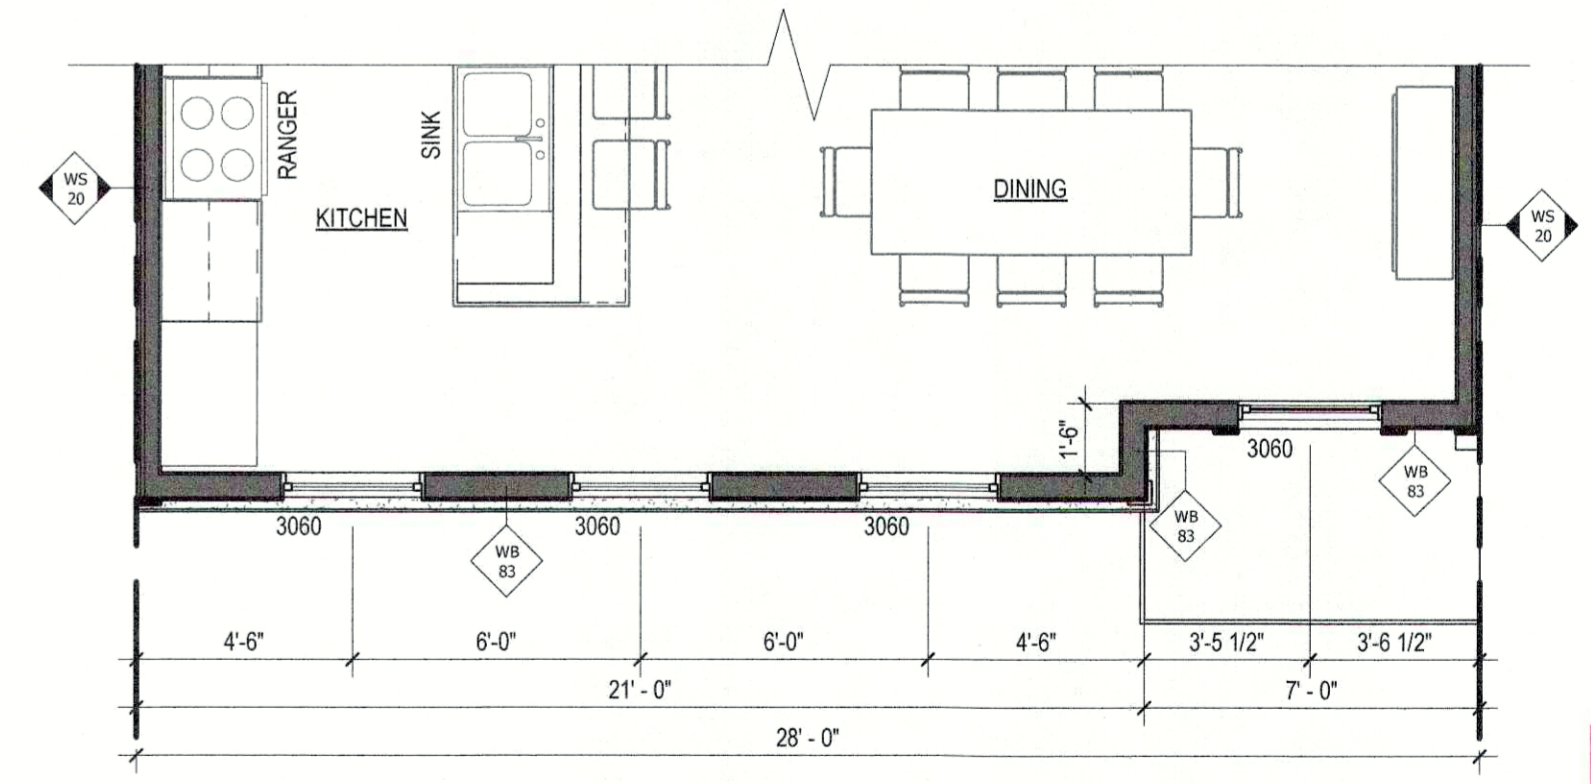 RANGER
SINK
WS
20
KITCHEN
DINING
WS
20
1'-6"
3060
WB
83
3060
3060
3060
WB
83
WB
83
4'-6"
6'-0"
6'-0"
4'-6"
3'-5 1/2"
3'-6 1/2"
21' - 0"
7' - 0"
28' - 0"